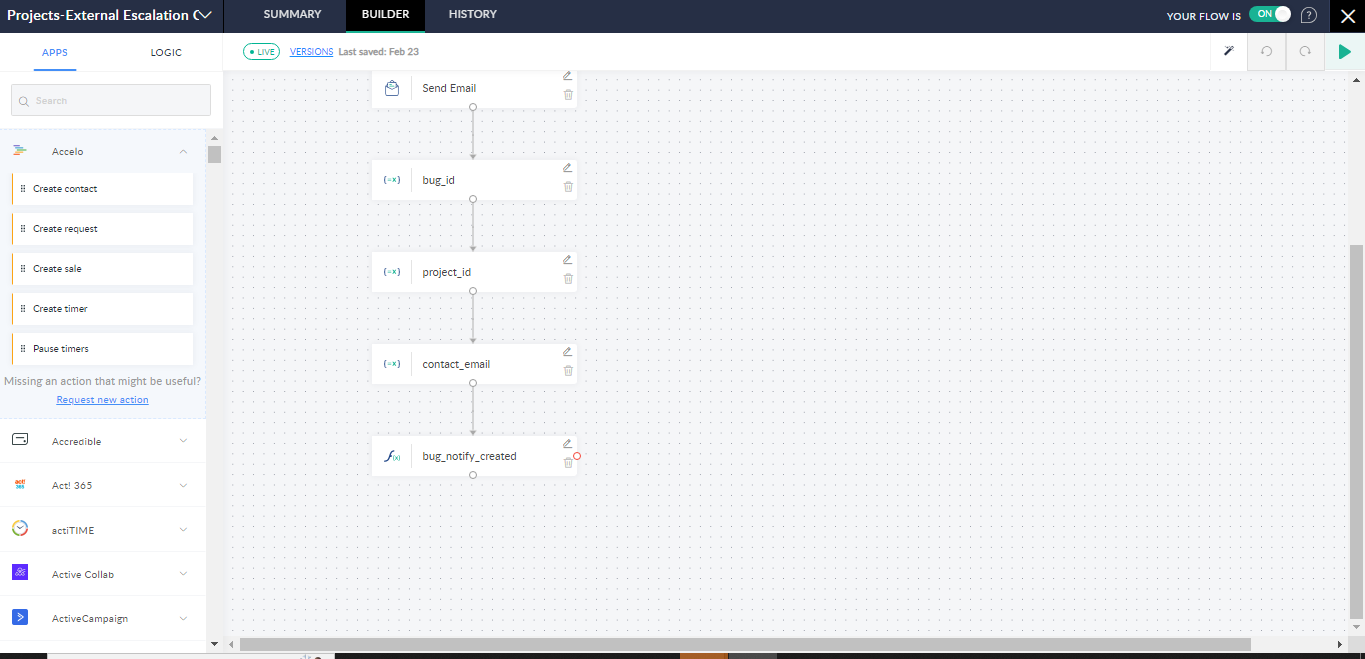 Projects-External Escalation C
SUMMARY
BUILDER
HISTORY
YOUR FLOW IS
ON
?
APPS
LOGIC
LIVE
VERSIONS
Last saved: Feb 23
Search
Accelo
Create contact
Create request
Create sale
Create timer
Pause timers
Missing an action that might be useful?
Request new action
Accredible
act! 365
Act! 365
actiTIME
Active Collab
ActiveCampaign
Send Email
{=x}
bug_id
{=x}
project_id
{=x}
contact_email
f(x)
bug_notify_created